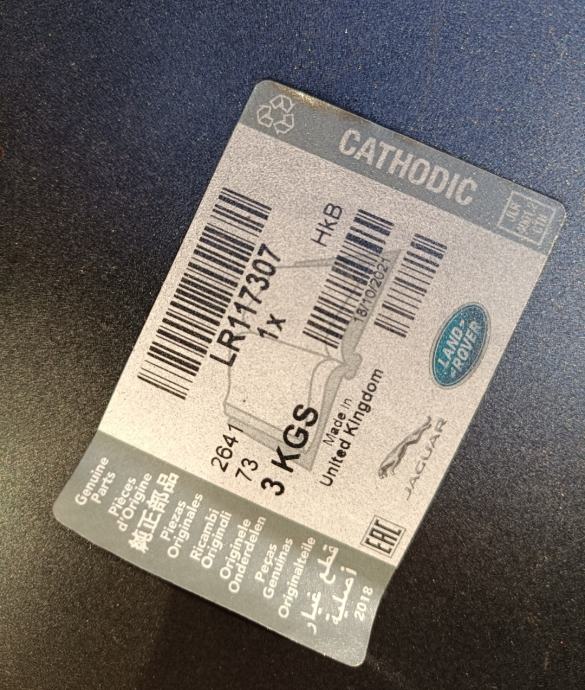 CATHODIC
LR117307
1x
HkB
18/10/2021
2641
73
3 KGS
Made in
United Kingdom
LAND-
ROVER
JAGUAR
EAC
Genuine
Parts
Pièces
d'Origine
純正部品
Piezas
Originales
Ricambi
Originali
Originele
Onderdelen
Peças
Genuínas
Originalteile
قطع غيار
أصلية
2018